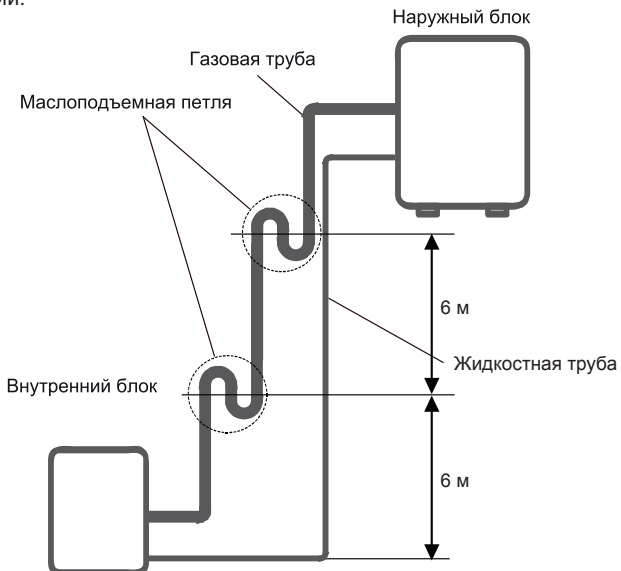 Наружный блок
Газовая труба
Маслоподъемная петля
6 м
Жидкостная труба
Внутренний блок
6 м